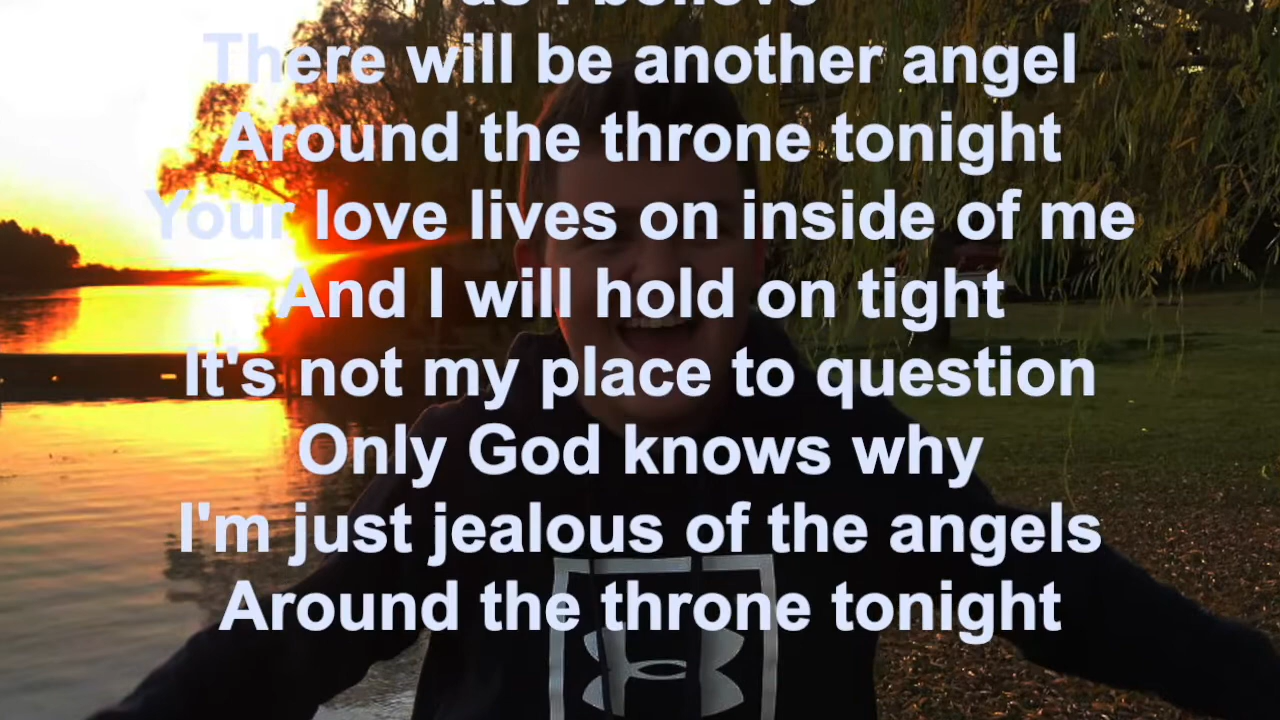 as I believe
There will be another angel
Around the throne tonight
Your love lives on inside of me
And I will hold on tight
It's not my place to question
Only God knows why
I'm just jealous of the angels
Around the throne tonight